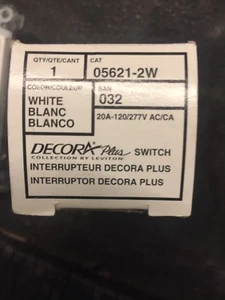 QTY/QTE/CANT CAT
1 05621-2W
COLOR/COULEUR BAN
WHITE 032
BLANC 20A-120/277V AC/CA
BLANCO
DECORA Plus SWITCH
COLLECTION BY LEVITON
INTERRUPTEUR DECORA PLUS
INTERRUPTOR DECORA PLUS